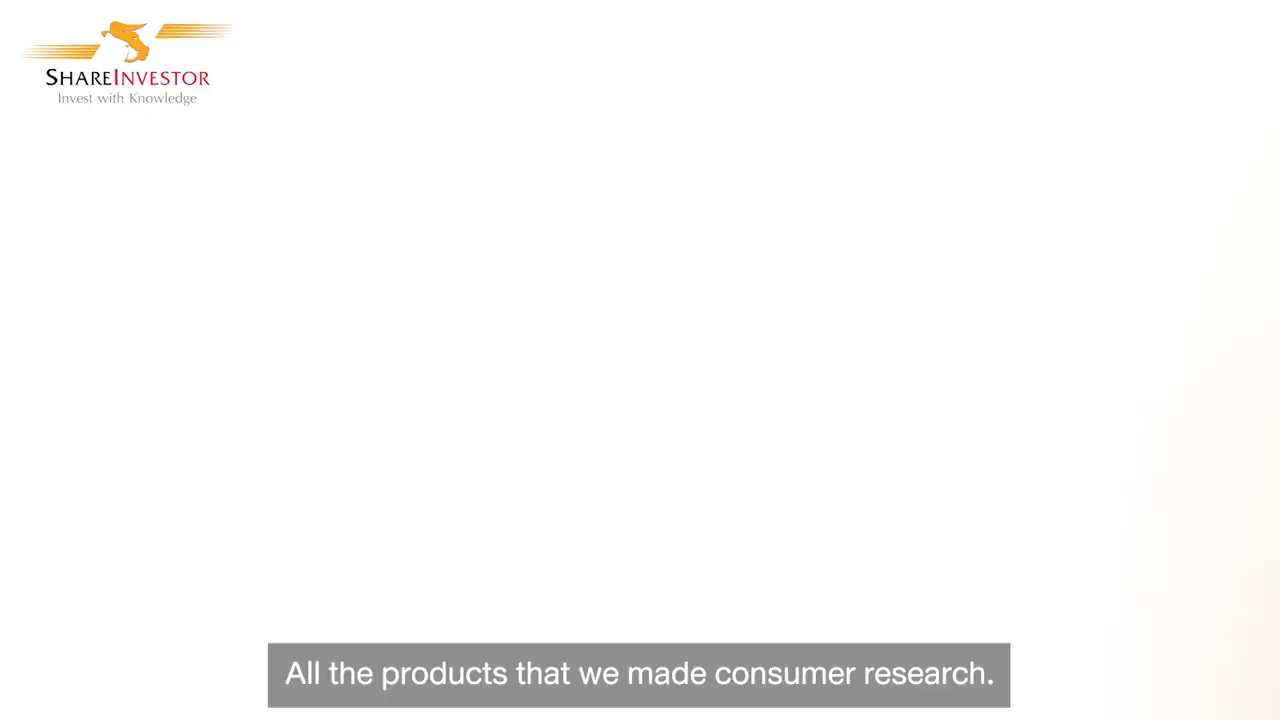 SHAREINVESTOR
Invest with Knowledge
All the products that we made consumer research.